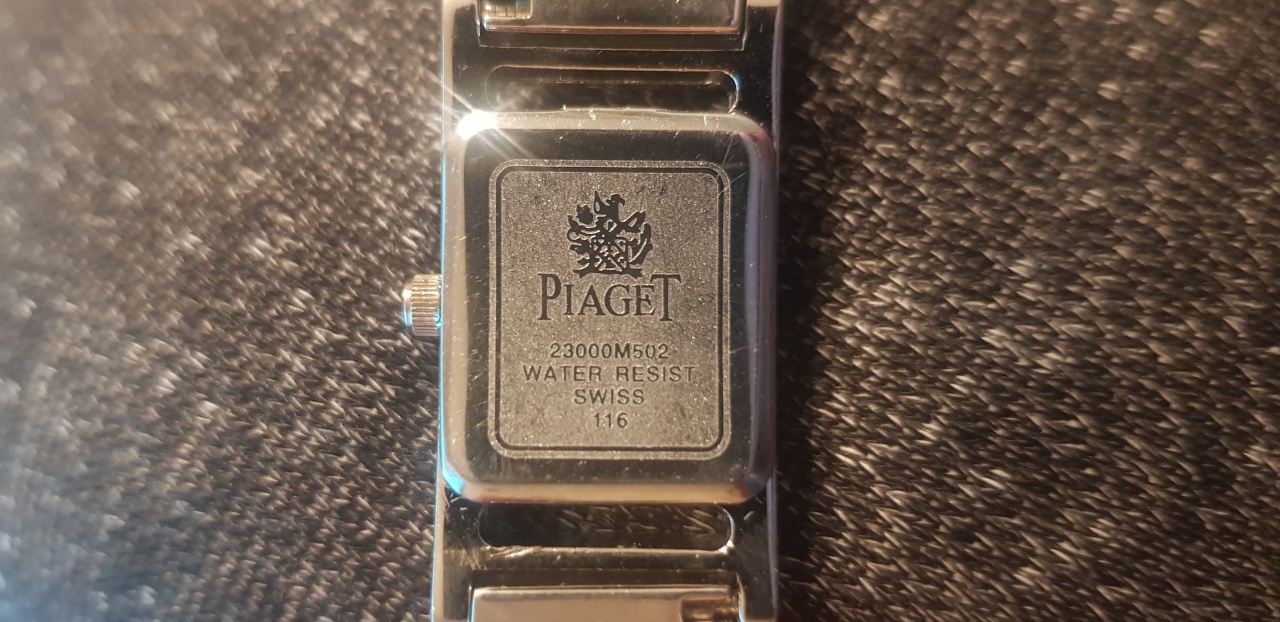 PIAGET
23000M502
WATER RESIST
SWISS
116